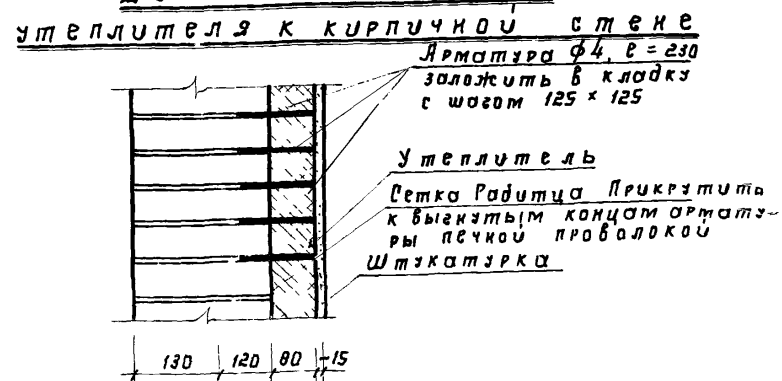 утеплителя к кирпичной стене
Арматура ф4, е = 230
заложить в кладку
с шагом 125 × 125
Утеплитель
Сетка Рабитца Прикрутить
к выгнутым концам армату-
ры печной проволокой
Штукатурка
130 120 80 15